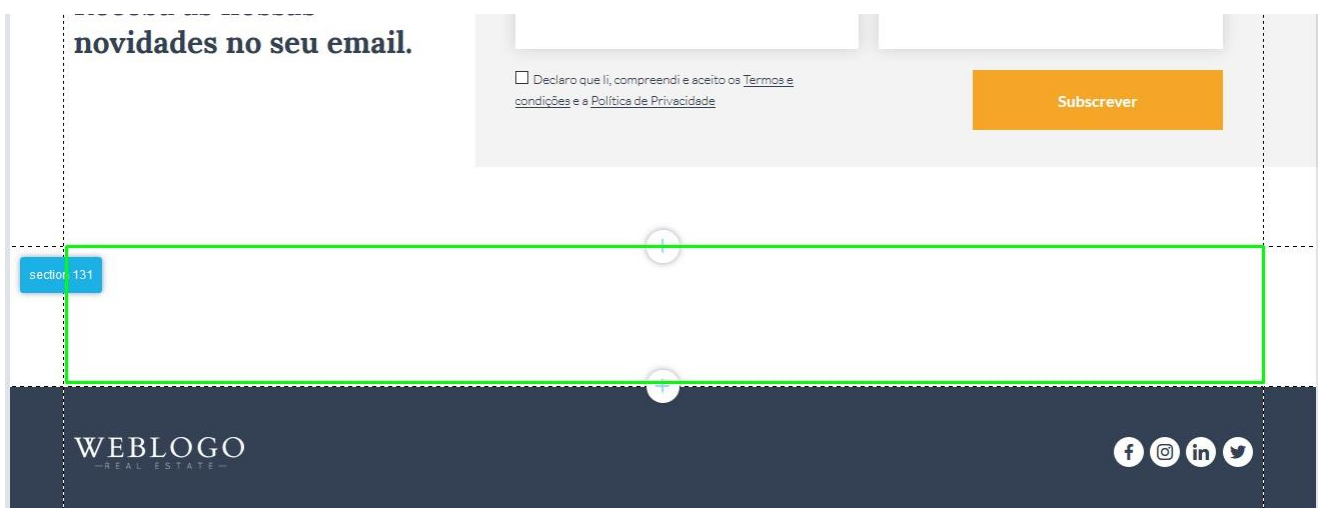 novidades no seu email.
Declaro que li, compreendi e aceito os Termos e
condições e a Política de Privacidade
Subscrever
section 131
WEBLOGO
REAL ESTATE